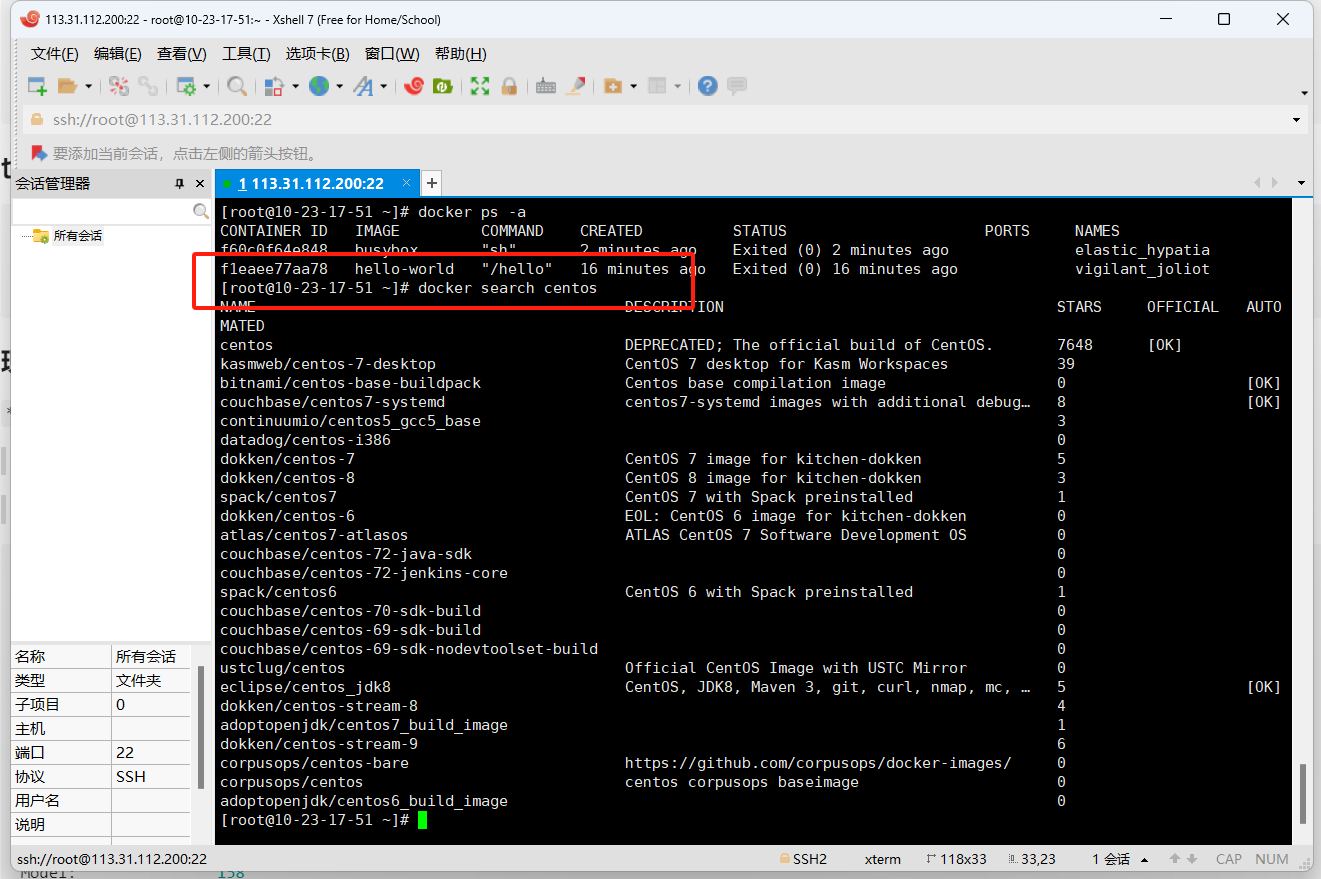 113.31.112.200:22 - root@10-23-17-51:~ - Xshell 7 (Free for Home/School)
文件(F) 编辑(E) 查看(V) 工具(T) 选项卡(B) 窗口(W) 帮助(H)
ssh://root@113.31.112.200:22
要添加当前会话，点击左侧的箭头按钮。
会话管理器
1 113.31.112.200:22
所有会话
[root@10-23-17-51 ~]# docker ps -a
CONTAINER ID IMAGE COMMAND CREATED STATUS PORTS NAMES
f60c0f64e848 busybox "sh" 2 minutes ago Exited (0) 2 minutes ago elastic_hypatia
f1eaee77aa78 hello-world "/hello" 16 minutes ago Exited (0) 16 minutes ago vigilant_joliot
[root@10-23-17-51 ~]# docker search centos
NAME DESCRIPTION STARS OFFICIAL AUTO
MATED
centos DEPRECATED; The official build of CentOS. 7648 [OK]
kasmweb/centos-7-desktop CentOS 7 desktop for Kasm Workspaces 39
bitnami/centos-base-buildpack Centos base compilation image 0 [OK]
couchbase/centos7-systemd centos7-systemd images with additional debug… 8 [OK]
continuumio/centos5_gcc5_base 3
datadog/centos-i386 0
dokken/centos-7 CentOS 7 image for kitchen-dokken 5
dokken/centos-8 CentOS 8 image for kitchen-dokken 3
spack/centos7 CentOS 7 with Spack preinstalled 1
dokken/centos-6 EOL: CentOS 6 image for kitchen-dokken 0
atlas/centos7-atlasos ATLAS CentOS 7 Software Development OS 0
couchbase/centos-72-java-sdk 0
couchbase/centos-72-jenkins-core 0
spack/centos6 CentOS 6 with Spack preinstalled 1
couchbase/centos-70-sdk-build 0
couchbase/centos-69-sdk-build 0
couchbase/centos-69-sdk-nodevtoolset-build 0
ustclug/centos Official CentOS Image with USTC Mirror 0
eclipse/centos_jdk8 CentOS, JDK8, Maven 3, git, curl, nmap, mc, … 5 [OK]
dokken/centos-stream-8 4
adoptopenjdk/centos7_build_image 1
dokken/centos-stream-9 6
corpusops/centos-bare https://github.com/corpusops/docker-images/ 0
corpusops/centos centos corpusops baseimage 0
adoptopenjdk/centos6_build_image 0
[root@10-23-17-51 ~]#
名称 所有会话
类型 文件夹
子项目 0
主机
端口 22
协议 SSH
用户名
说明
ssh://root@113.31.112.200:22 SSH2 xterm 118x33 33,23 1 会话 CAP NUM
Model: 158